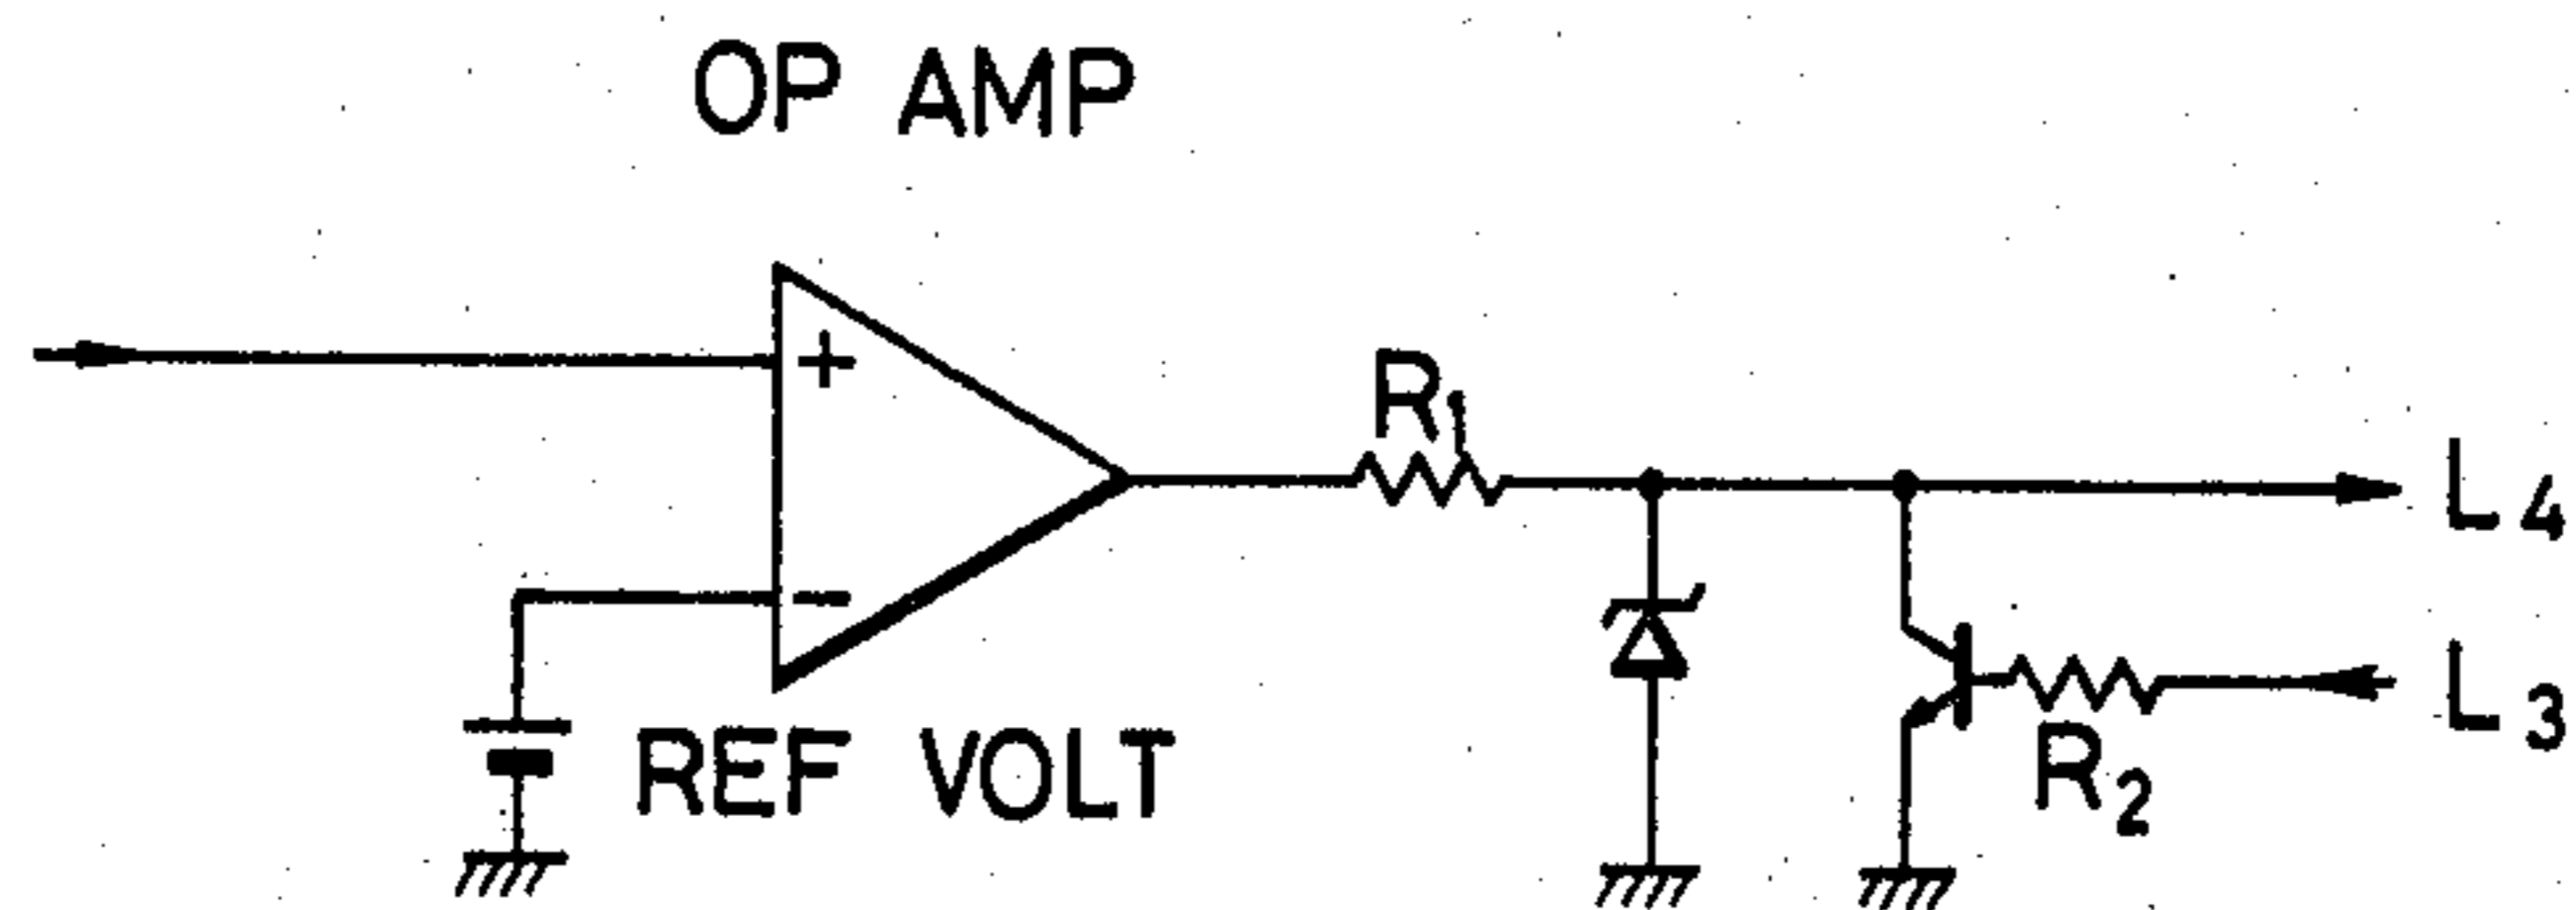 OP AMP
+
R1
L4
−
L3
REF VOLT
R2